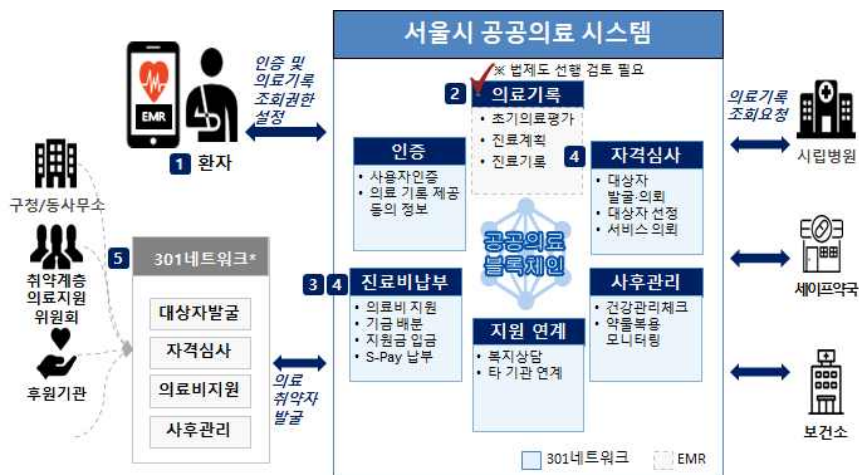 서울시 공공의료 시스템
※ 법제도 선행 검토 필요
인증 및
의료기록
조회권한
설정
EMR
1 환자
2 의료기록
• 초기의료평가
• 진료계획
• 진료기록
인증
• 사용자인증
• 의료 기록 제공
동의 정보
4 자격심사
• 대상자
발굴·의뢰
• 대상자 선정
• 서비스 의뢰
의료기록
조회요청
시립병원
구청/동사무소
취약계층
의료지원
위원회
후원기관
5 301네트워크*
대상자발굴
자격심사
의료비지원
사후관리
의료
취약자
발굴
공공의료
블록체인
3 4 진료비납부
• 의료비 지원
• 기금 배분
• 지원금 입금
• S-Pay 납부
지원 연계
• 복지상담
• 타 기관 연계
사후관리
• 건강관리체크
• 약물복용
모니터링
세이프약국
보건소
301네트워크
EMR